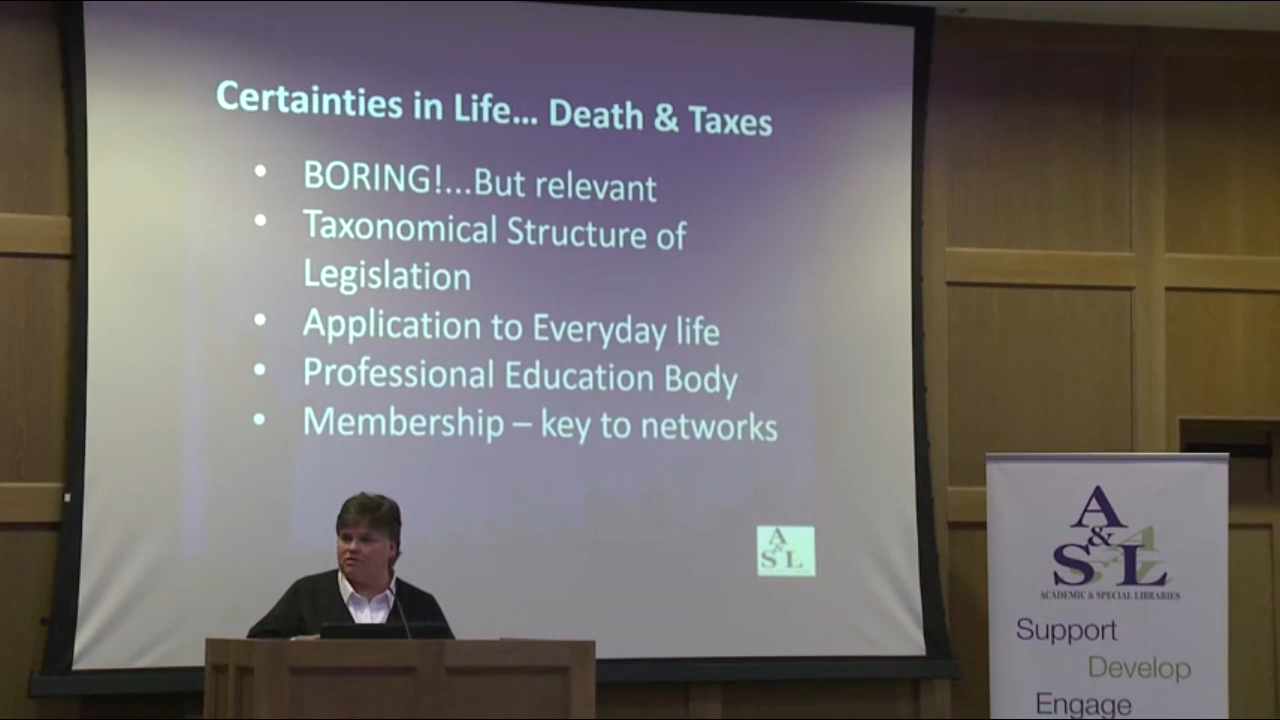 Certainties in Life... Death & Taxes
• BORING!...But relevant
• Taxonomical Structure of
Legislation
• Application to Everyday life
• Professional Education Body
• Membership – key to networks
A
&
S L
A
&
S L
ACADEMIC & SPECIAL LIBRARIES
Support
Develop
Engage